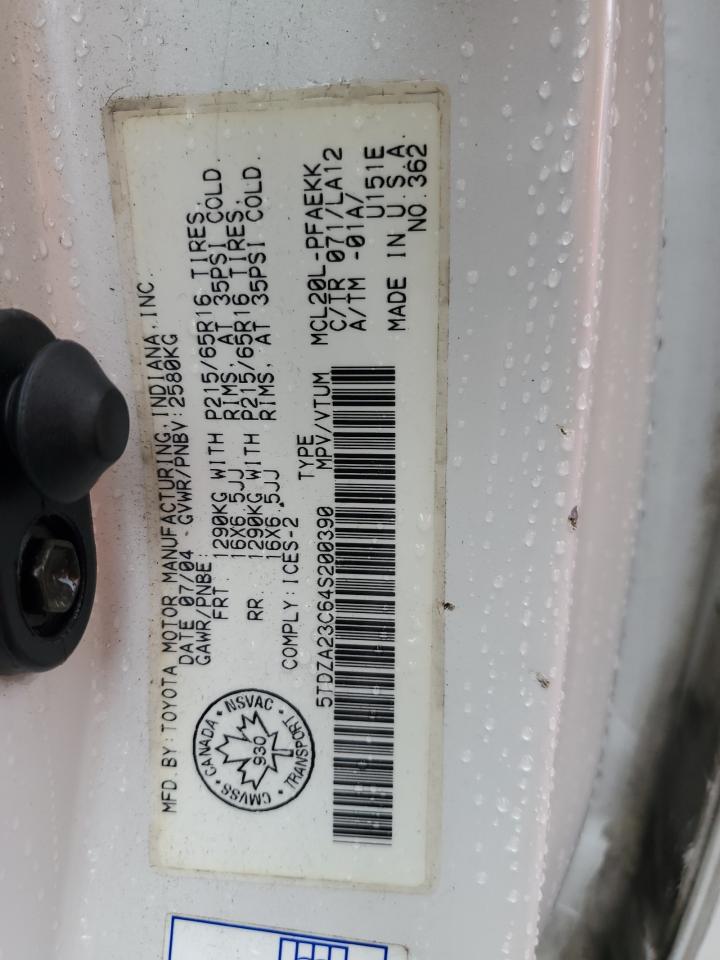 MFD. BY: TOYOTA MOTOR MANUFACTURING, INDIANA, INC.
DATE 07/04 GVWR/PNBV: 2580KG
GAWR/PNBE:
FRT. 1290KG WITH P215/65R16 TIRES,
16X6.5JJ RIMS, AT 35PSI COLD.
RR. 1290KG WITH P215/65R16 TIRES,
16X6.5JJ RIMS, AT 35PSI COLD.
COMPLY: ICES-2 TYPE
MPV/VTUM
5TDZA23C64S200390
MCL20L-PFAEKK
C/TR 071/LA12
A/TM -01A/
U151E
MADE IN U.S.A.
NO.362
CANADA • NSVAC • TRANSPORT • CMVSS •
930